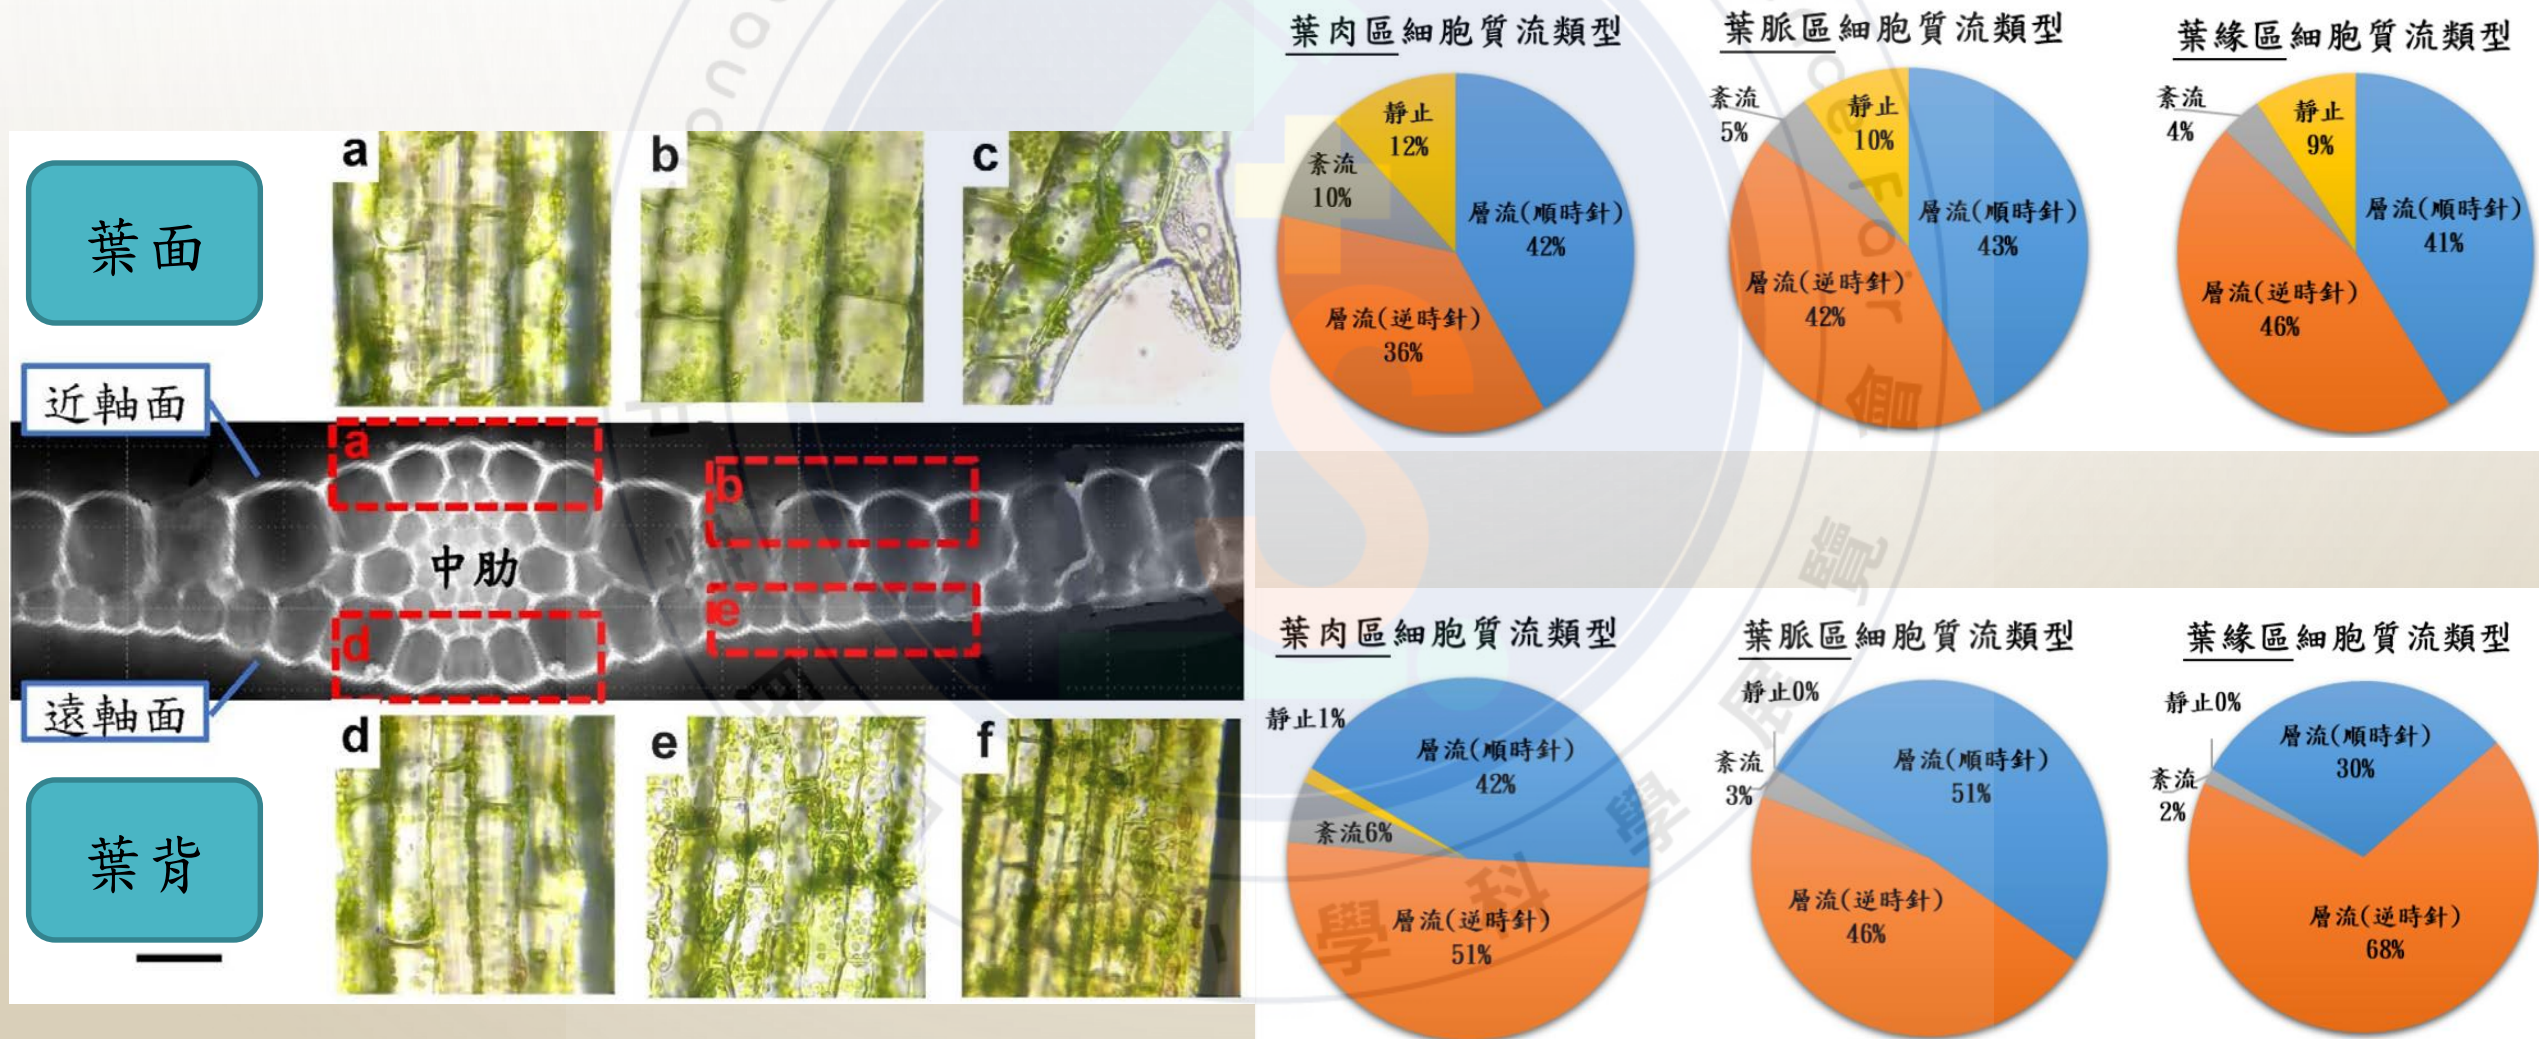 葉面
近軸面
遠軸面
葉背
a
b
c
a
b
中肋
d
e
d
e
f
葉肉區細胞質流類型
靜止
12%
紊流
10%
層流(順時針)
42%
層流(逆時針)
36%
葉脈區細胞質流類型
紊流
5%
靜止
10%
層流(順時針)
43%
層流(逆時針)
42%
葉緣區細胞質流類型
紊流
4%
靜止
9%
層流(順時針)
41%
層流(逆時針)
46%
葉肉區細胞質流類型
靜止1%
層流(順時針)
42%
紊流6%
層流(逆時針)
51%
葉脈區細胞質流類型
靜止0%
紊流
3%
層流(順時針)
51%
層流(逆時針)
46%
葉緣區細胞質流類型
靜止0%
紊流
2%
層流(順時針)
30%
層流(逆時針)
68%